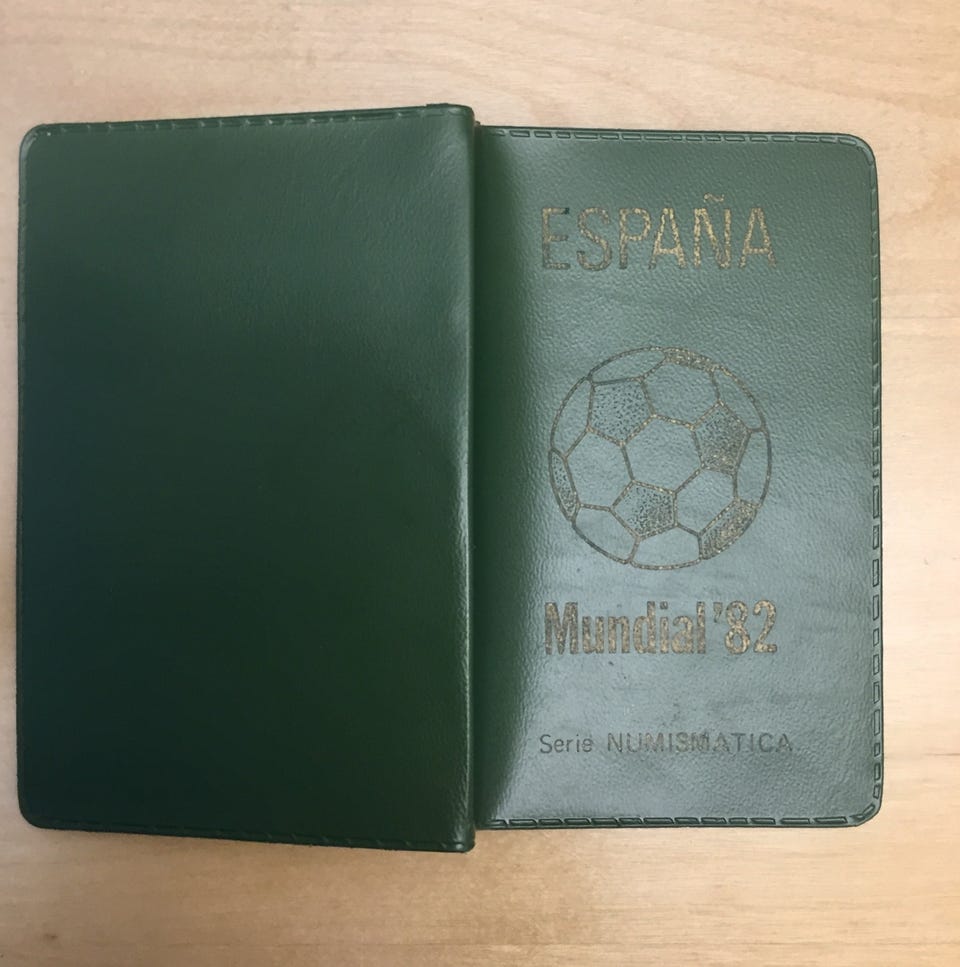 ESPAÑA
Mundial '82
Serie NUMISMATICA